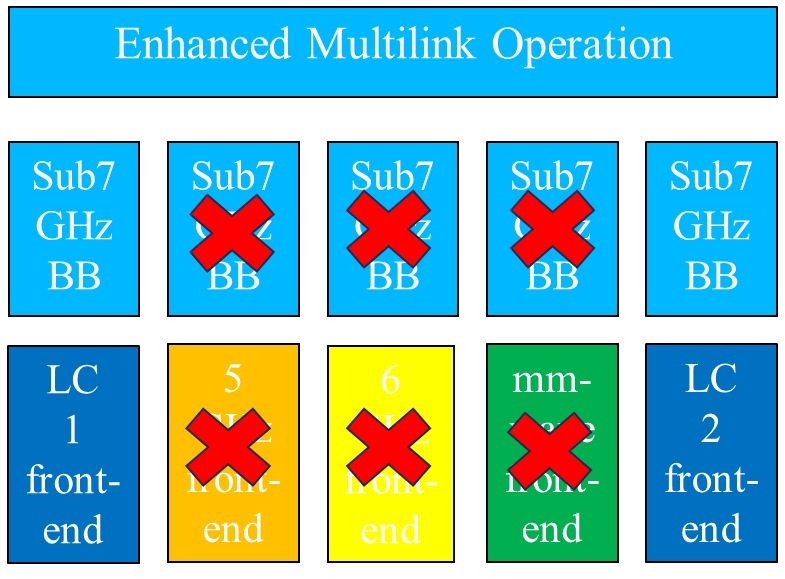 Enhanced Multilink Operation
Sub7
GHz
BB
Sub7
BB
Sub7
BB
Sub7
BB
Sub7
GHz
BB
LC
1
front-
end
5
GHz
front-
end
6
front-
end
mm-
front-
end
LC
2
front-
end